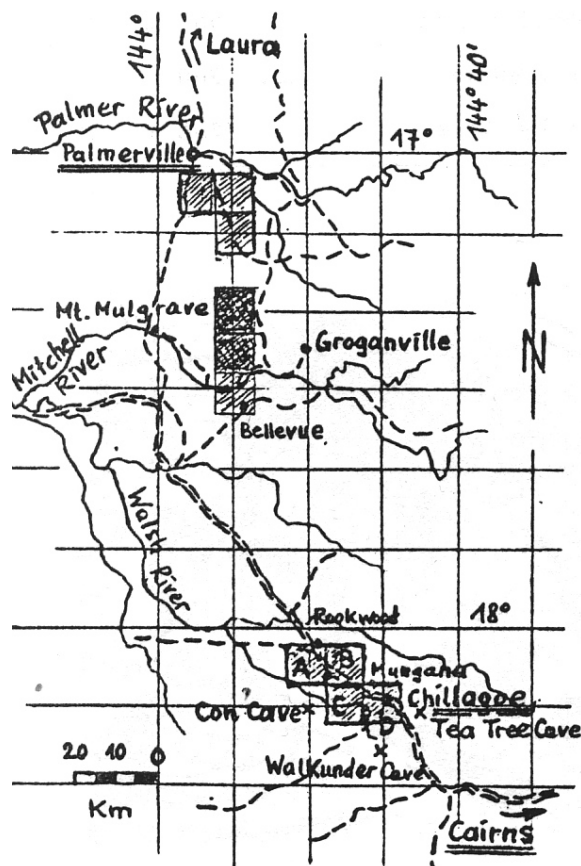 144°
Laura
144° 40'
Palmer River
17°
Palmerville
Mt. Mulgrave
Groganville
N
Mitchell
River
Bellevue
Walsh
River
18°
Rookwood
A
B
Mungana
C
Chillagoe
Con Cave
D
Tea Tree Cave
20 40 0
Walkunder Cave
Km
Cairns